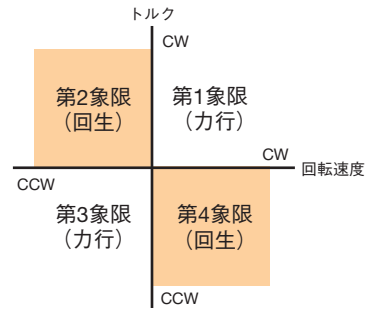 トルク
CW
第2象限
（回生）
第1象限
（力行）
CW
回転速度
CCW
第3象限
（力行）
第4象限
（回生）
CCW